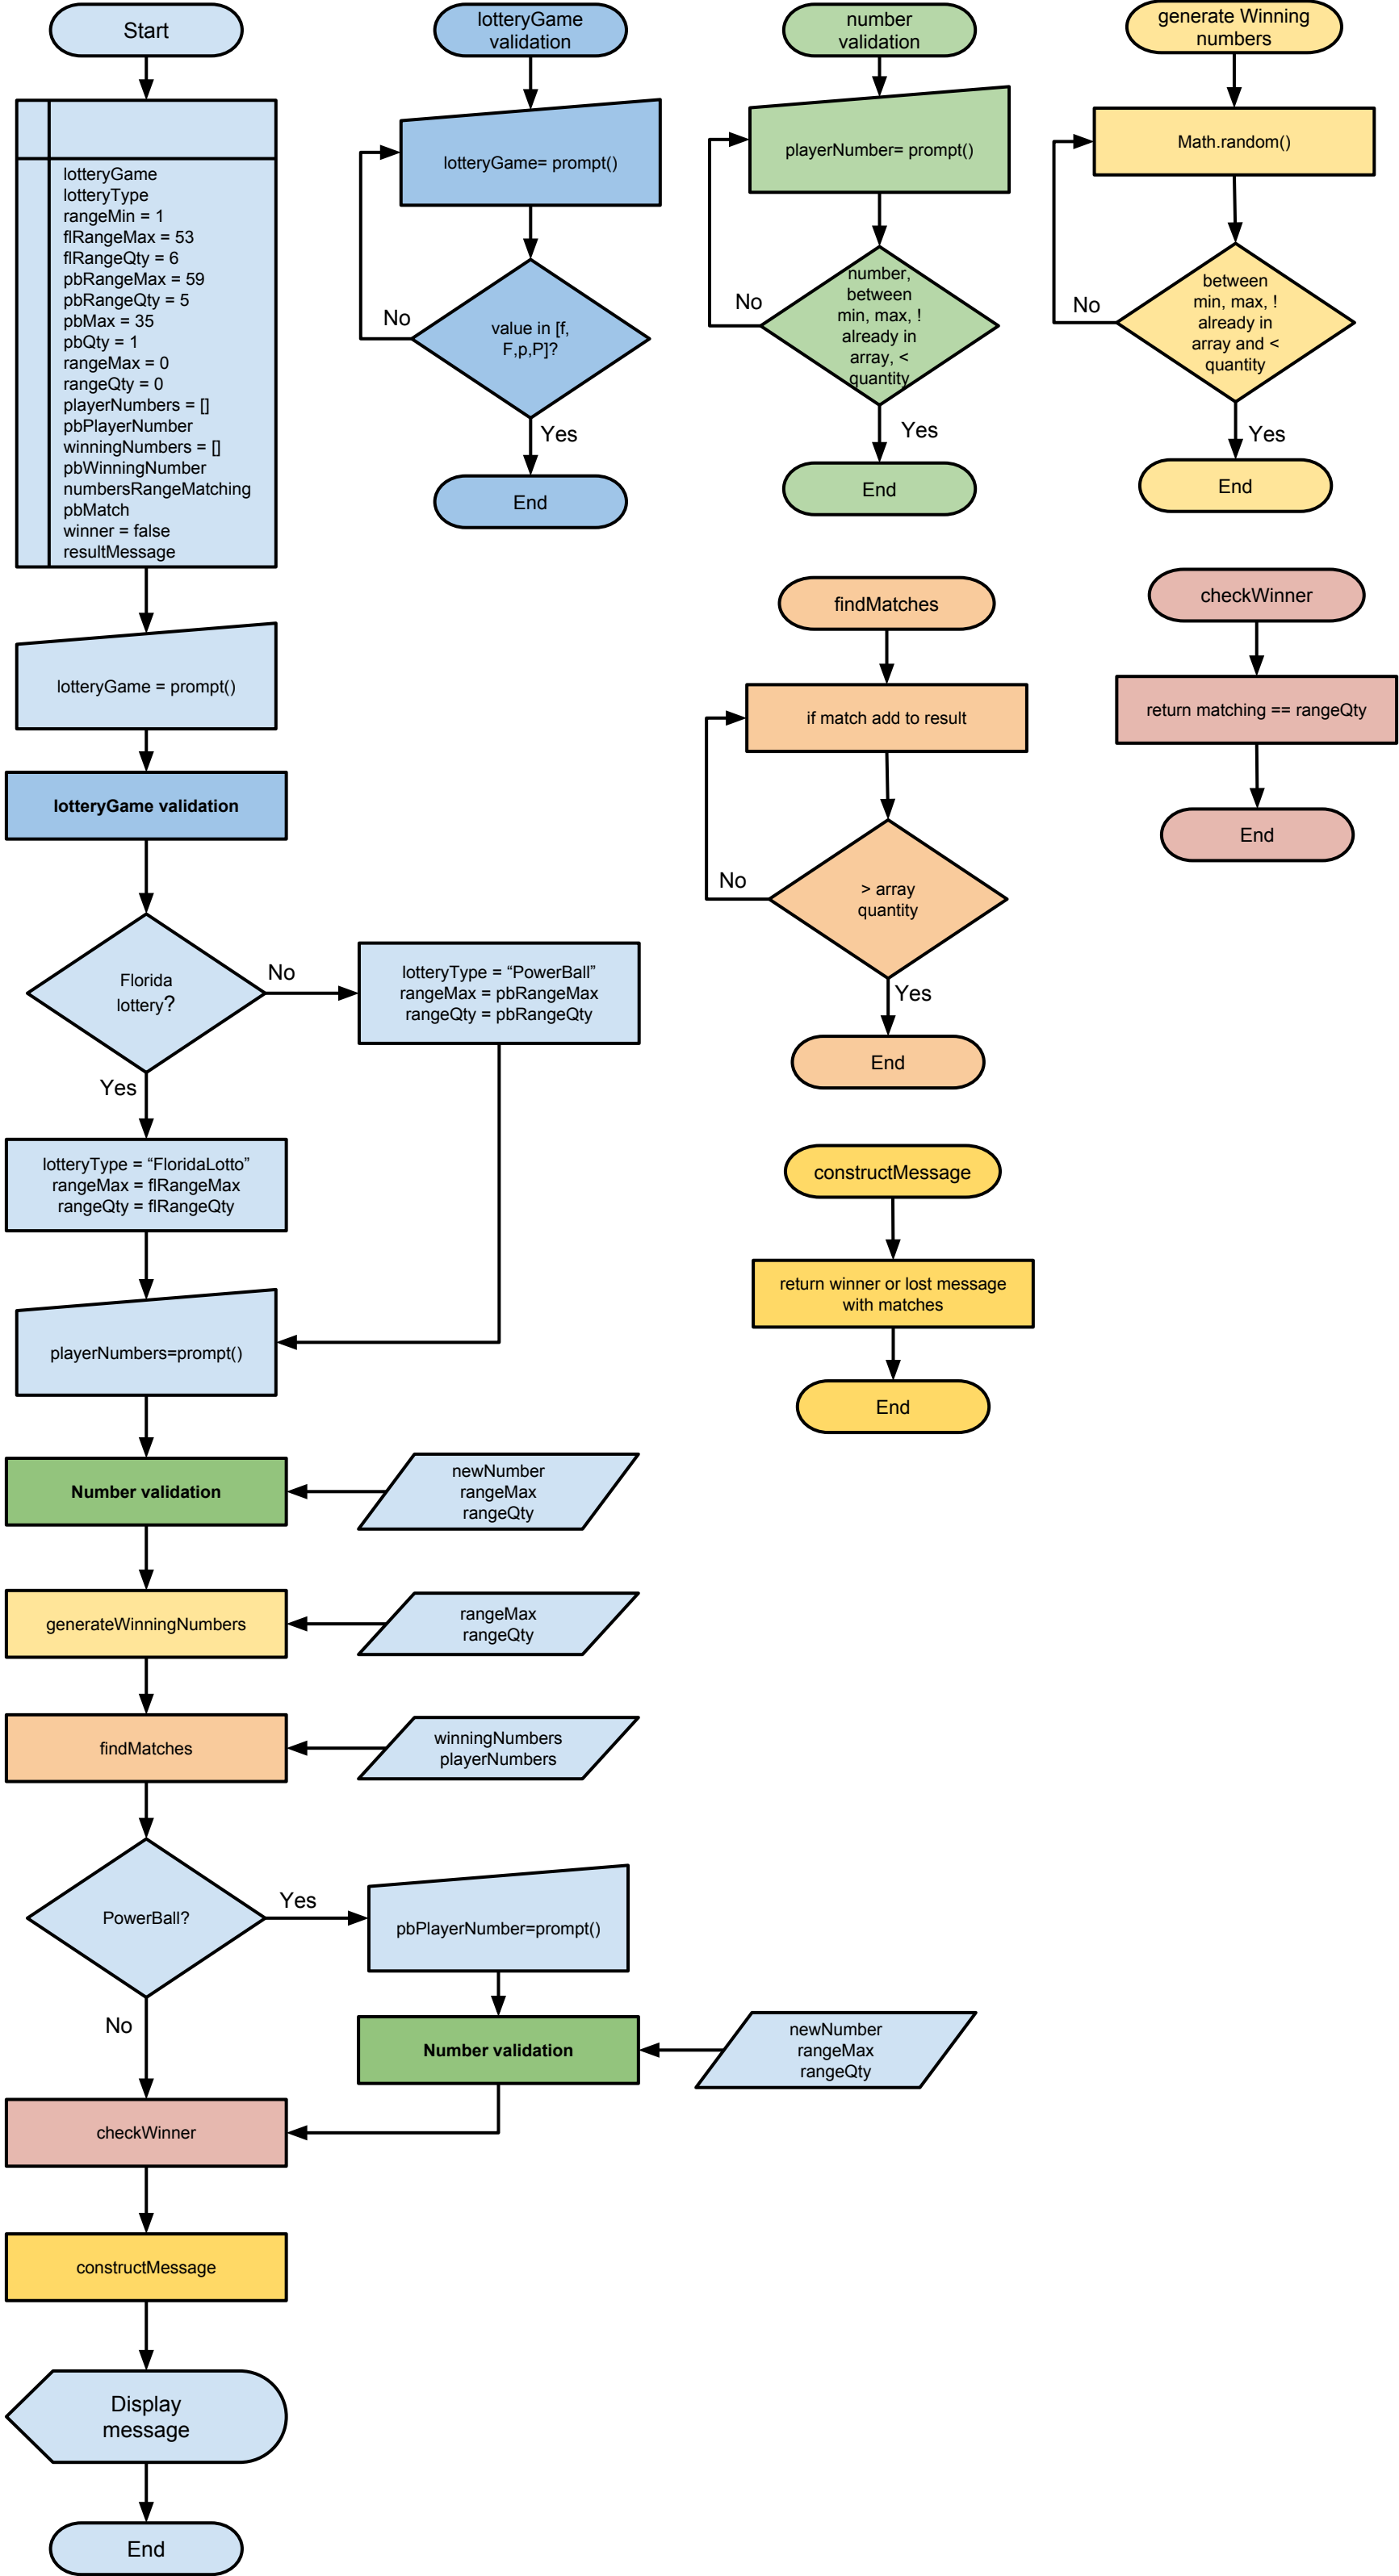 Start
lotteryGame
lotteryType
rangeMin = 1
flRangeMax = 53
flRangeQty = 6
pbRangeMax = 59
pbRangeQty = 5
pbMax = 35
pbQty = 1
rangeMax = 0
rangeQty = 0
playerNumbers = []
pbPlayerNumber
winningNumbers = []
pbWinningNumber
numbersRangeMatching
pbMatch
winner = false
resultMessage
lotteryGame = prompt()
lotteryGame validation
Florida
lottery?
No
lotteryType = “PowerBall”
rangeMax = pbRangeMax
rangeQty = pbRangeQty
Yes
lotteryType = “FloridaLotto”
rangeMax = flRangeMax
rangeQty = flRangeQty
playerNumbers=prompt()
Number validation
newNumber
rangeMax
rangeQty
generateWinningNumbers
rangeMax
rangeQty
findMatches
winningNumbers
playerNumbers
PowerBall?
Yes
pbPlayerNumber=prompt()
No
Number validation
newNumber
rangeMax
rangeQty
checkWinner
constructMessage
Display
message
End
lotteryGame
validation
lotteryGame= prompt()
No
value in [f,
F,p,P]?
Yes
End
number
validation
playerNumber= prompt()
No
number,
between
min, max, !
already in
array, <
quantity
Yes
End
generate Winning
numbers
Math.random()
No
between
min, max, !
already in
array and <
quantity
Yes
End
findMatches
if match add to result
No
> array
quantity
Yes
End
checkWinner
return matching == rangeQty
End
constructMessage
return winner or lost message
with matches
End